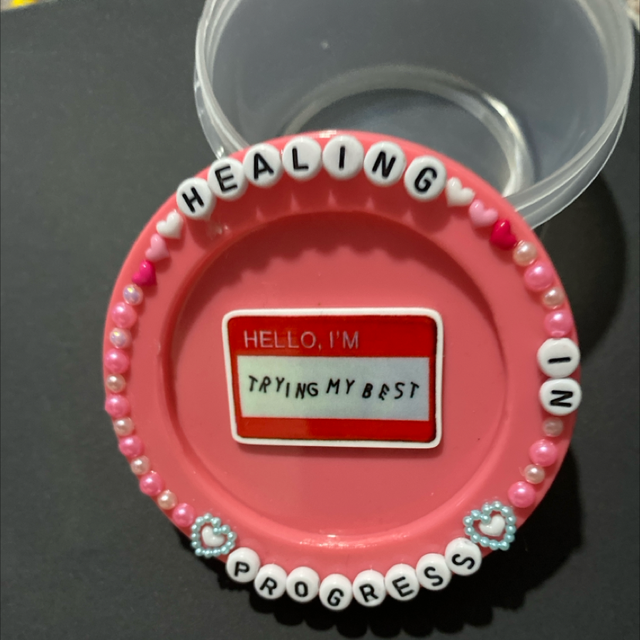 HEALING
IN
PROGRESS
HELLO, I'M
TRYING MY BEST